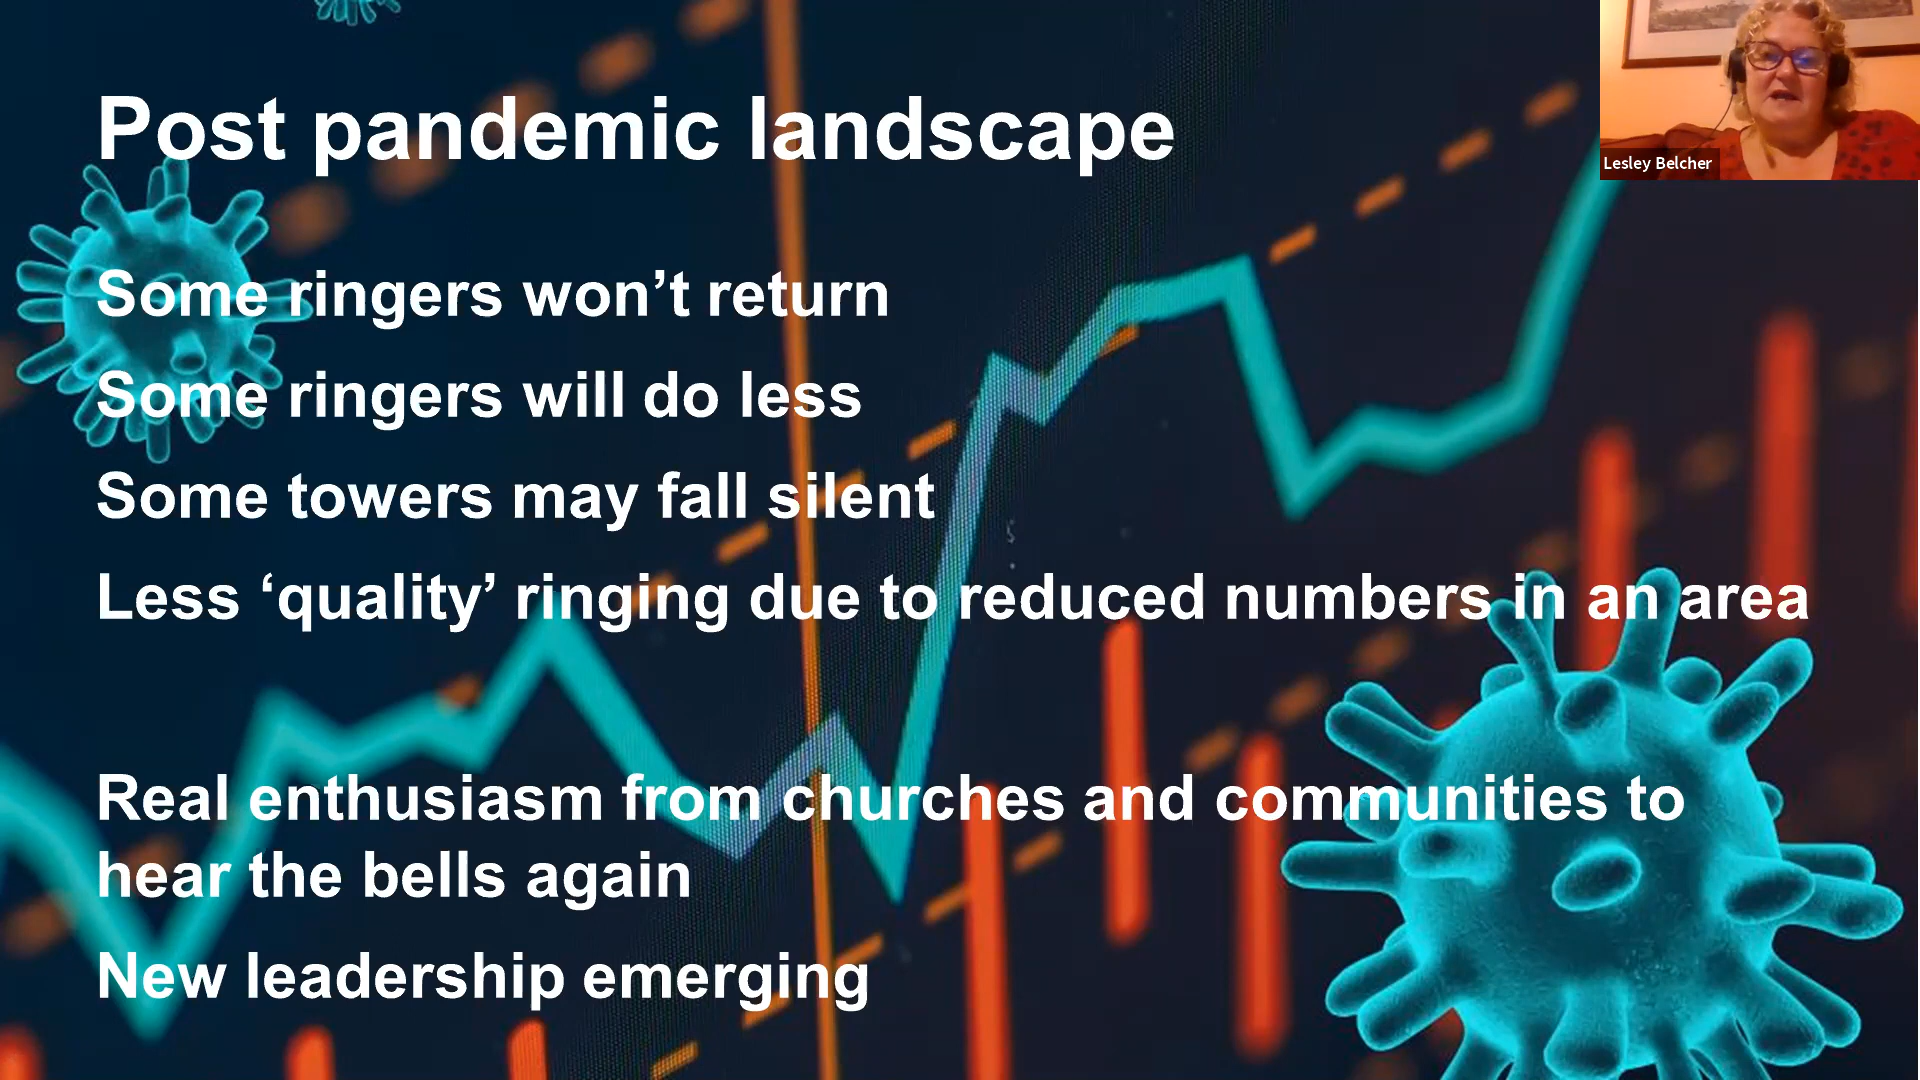 Post pandemic landscape
Lesley Belcher
Some ringers won’t return
Some ringers will do less
Some towers may fall silent
Less ‘quality’ ringing due to reduced numbers in an area
Real enthusiasm from churches and communities to
hear the bells again
New leadership emerging